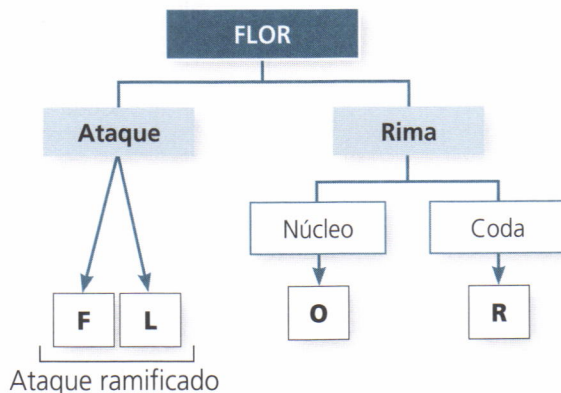 FLOR
Ataque Rima
Núcleo Coda
F L O R
Ataque ramificado